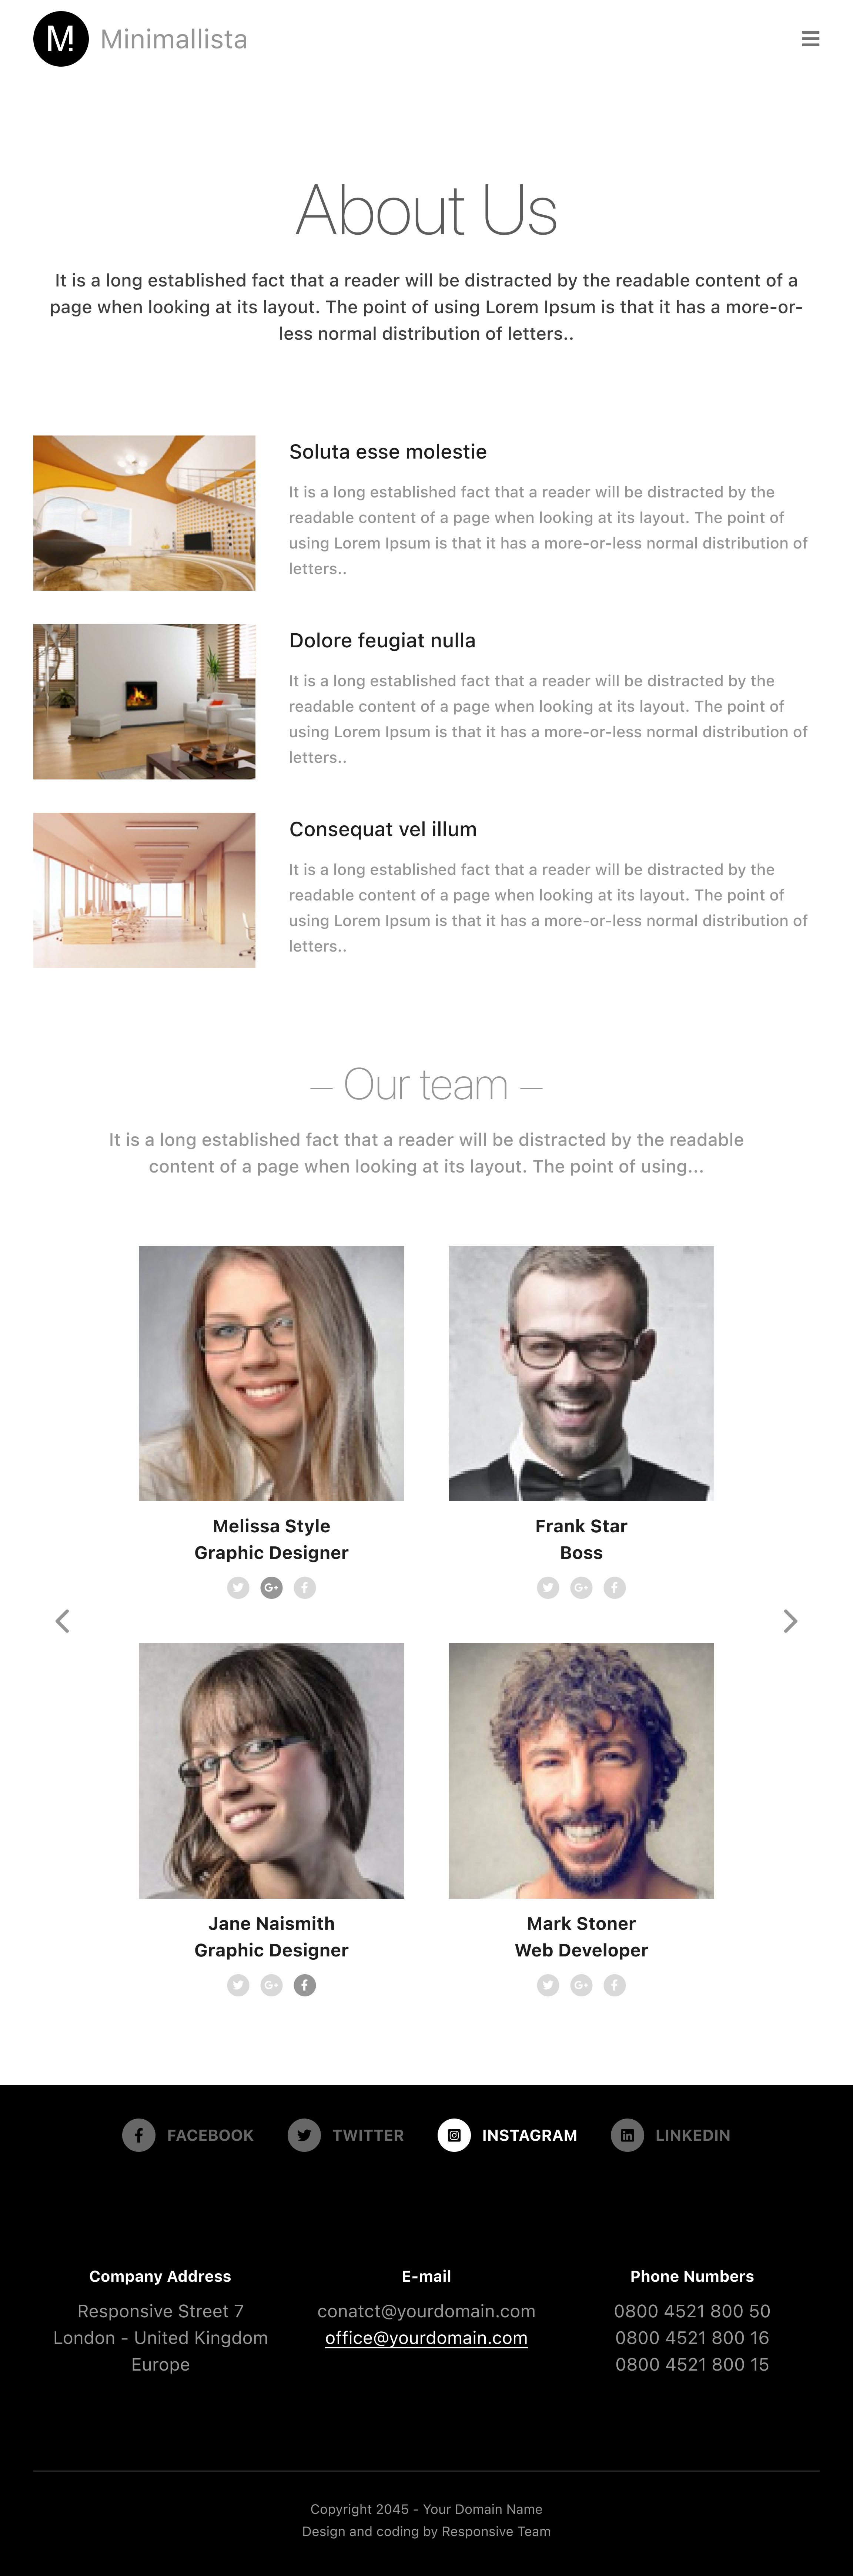 M!
Minimallista
About Us
It is a long established fact that a reader will be distracted by the readable content of a
page when looking at its layout. The point of using Lorem Ipsum is that it has a more-or-
less normal distribution of letters..
Soluta esse molestie
It is a long established fact that a reader will be distracted by the
readable content of a page when looking at its layout. The point of
using Lorem Ipsum is that it has a more-or-less normal distribution of
letters..
Dolore feugiat nulla
It is a long established fact that a reader will be distracted by the
readable content of a page when looking at its layout. The point of
using Lorem Ipsum is that it has a more-or-less normal distribution of
letters..
Consequat vel illum
It is a long established fact that a reader will be distracted by the
readable content of a page when looking at its layout. The point of
using Lorem Ipsum is that it has a more-or-less normal distribution of
letters..
— Our team —
It is a long established fact that a reader will be distracted by the readable
content of a page when looking at its layout. The point of using...
Melissa Style
Graphic Designer
Frank Star
Boss
Jane Naismith
Graphic Designer
Mark Stoner
Web Developer
FACEBOOK
TWITTER
INSTAGRAM
LINKEDIN
Company Address
Responsive Street 7
London - United Kingdom
Europe
E-mail
conatct@yourdomain.com
office@yourdomain.com
Phone Numbers
0800 4521 800 50
0800 4521 800 16
0800 4521 800 15
Copyright 2045 - Your Domain Name
Design and coding by Responsive Team